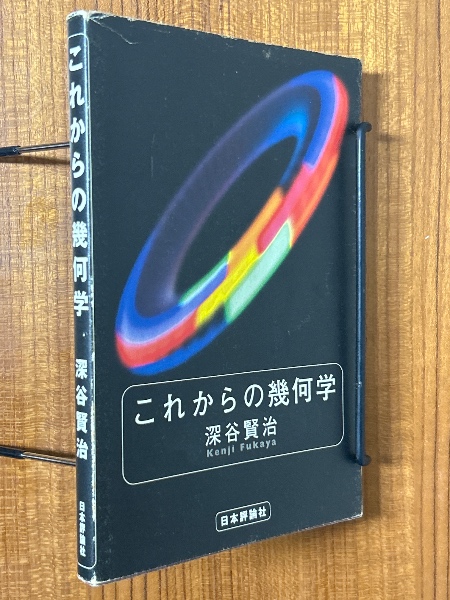 これからの幾何学 深谷賢治 日本評論社
これからの幾何学
深谷賢治
Kenji Fukaya
日本評論社